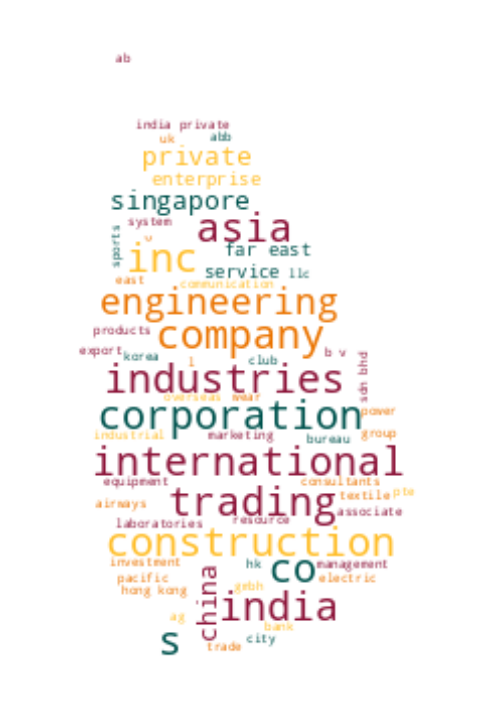 ab
india private
uk abb
private
enterprise
singapore
system asia
sports v
inc far east
service llc
east communication
engineering
products company
export korea club b v
l sdn bhd
industries
overseas wear
corporation power
industrial marketing bureau group
international
equipment consultants
trading textile pte
airways associate
laboratories resource
construction
investment hk co management
pacific electric
hong kong gmbh
china india
ag bank
s city
trade